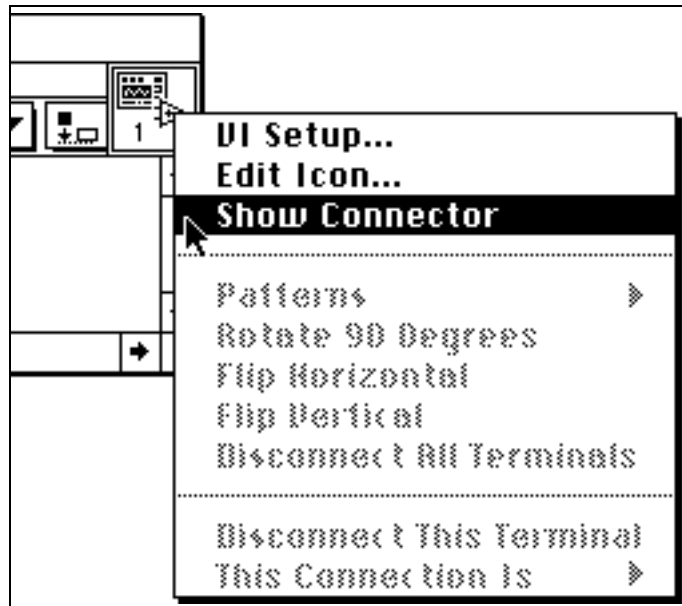 1
VI Setup...
Edit Icon...
Show Connector
Patterns
Rotate 90 Degrees
Flip Horizontal
Flip Vertical
Disconnect All Terminals
Disconnect This Terminal
This Connection Is